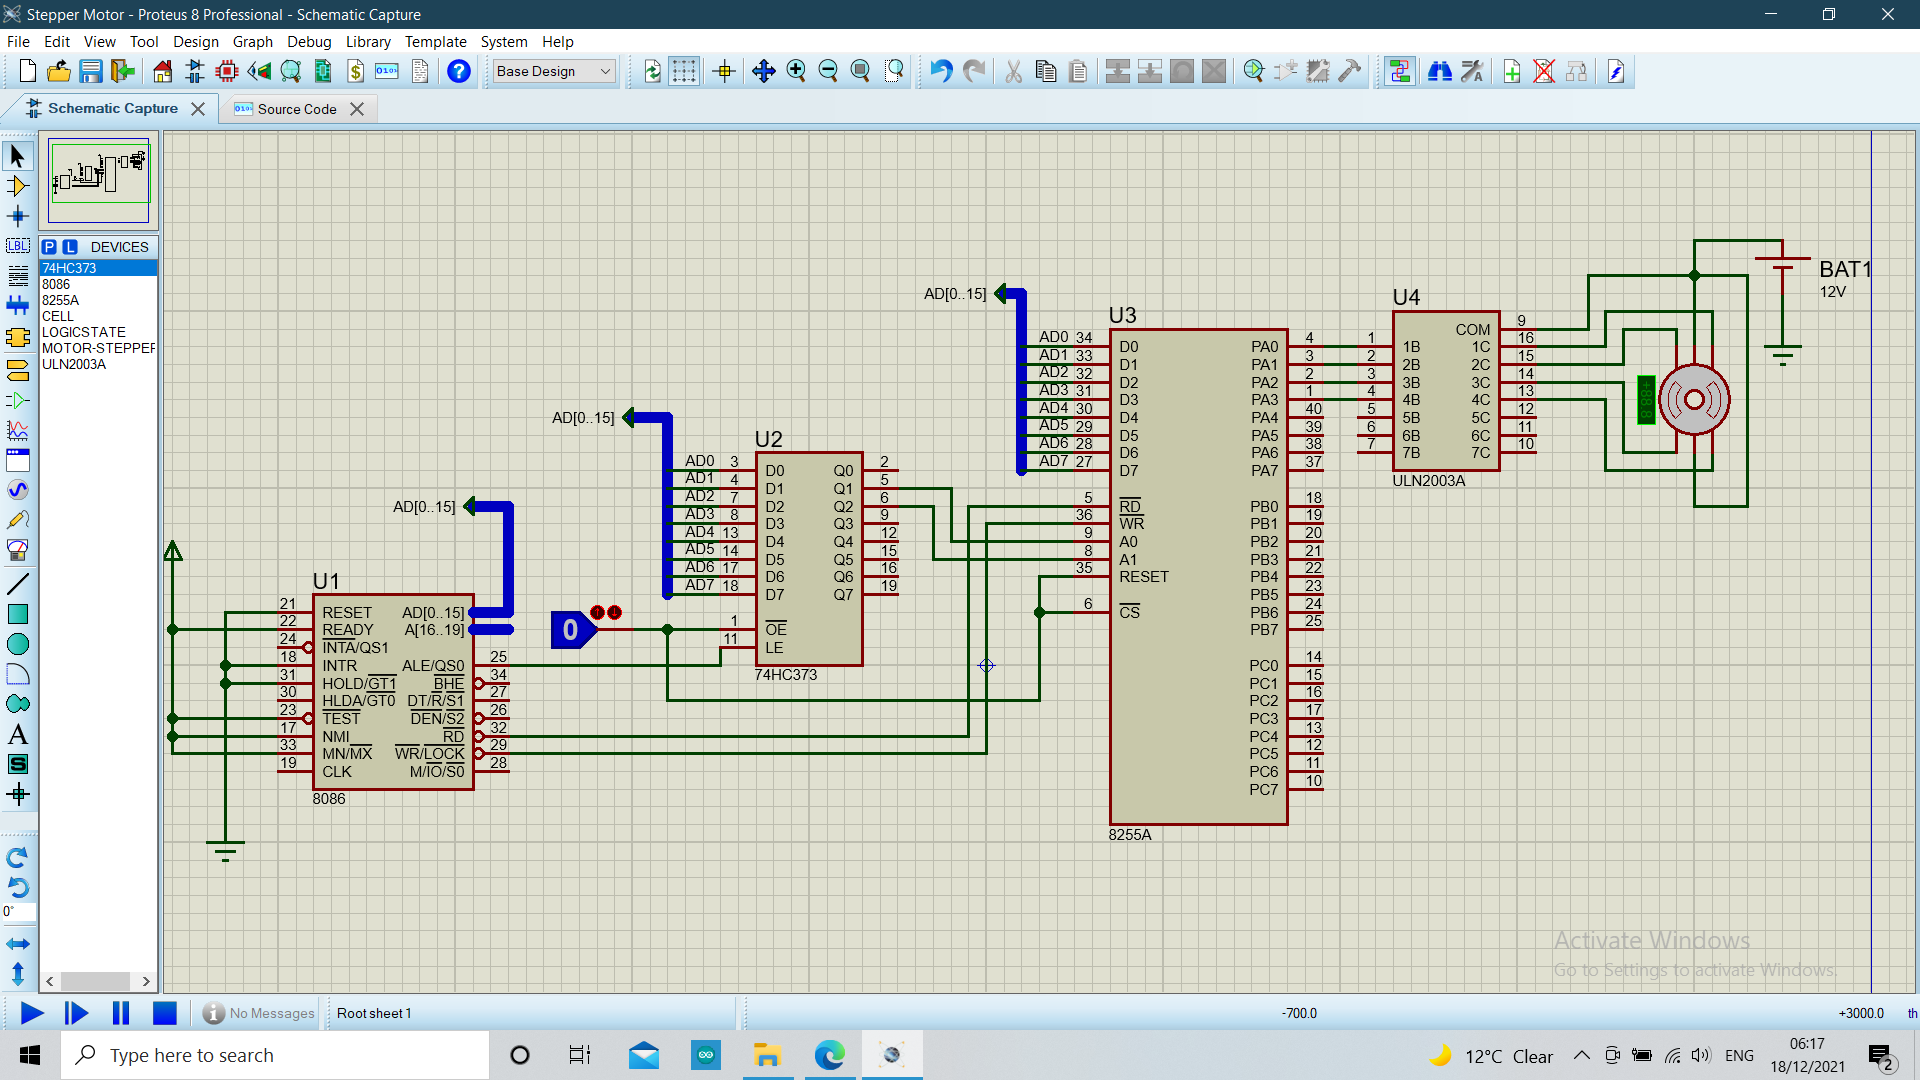 Stepper Motor - Proteus 8 Professional - Schematic Capture
File Edit View Tool Design Graph Debug Library Template System Help
Base Design
Schematic Capture
Source Code
P L DEVICES
74HC373
8086
8255A
CELL
LOGICSTATE
MOTOR-STEPPER
ULN2003A
LBL
A
S
0°
U1
21 RESET AD[0..15]
22 READY A[16..19]
24 INTA/QS1
18 INTR ALE/QS0 25
31 HOLD/GT1 BHE 34
30 HLDA/GT0 DT/R/S1 27
23 TEST DEN/S2 26
17 NMI RD 32
33 MN/MX WR/LOCK 29
19 CLK M/IO/S0 28
8086
AD[0..15]
0
AD[0..15]
U2
AD0 3 D0 Q0 2
AD1 4 D1 Q1 5
AD2 7 D2 Q2 6
AD3 8 D3 Q3 9
AD4 13 D4 Q4 12
AD5 14 D5 Q5 15
AD6 17 D6 Q6 16
AD7 18 D7 Q7 19
1 OE
11 LE
74HC373
AD[0..15]
U3
AD0 34 D0 PA0 4
AD1 33 D1 PA1 3
AD2 32 D2 PA2 2
AD3 31 D3 PA3 1
AD4 30 D4 PA4 40
AD5 29 D5 PA5 39
AD6 28 D6 PA6 38
AD7 27 D7 PA7 37
5 RD PB0 18
36 WR PB1 19
9 A0 PB2 20
8 A1 PB3 21
35 RESET PB4 22
PB5 23
6 CS PB6 24
PB7 25
PC0 14
PC1 15
PC2 16
PC3 17
PC4 13
PC5 12
PC6 11
PC7 10
8255A
U4
COM 9
1 1B 1C 16
2 2B 2C 15
3 3B 3C 14
4 4B 4C 13
5 5B 5C 12
6 6B 6C 11
7 7B 7C 10
ULN2003A
+88.8
BAT1
12V
Activate Windows
Go to Settings to activate Windows.
No Messages
Root sheet 1
-700.0
+3000.0
th
Type here to search
12°C Clear
ENG
06:17
18/12/2021
2